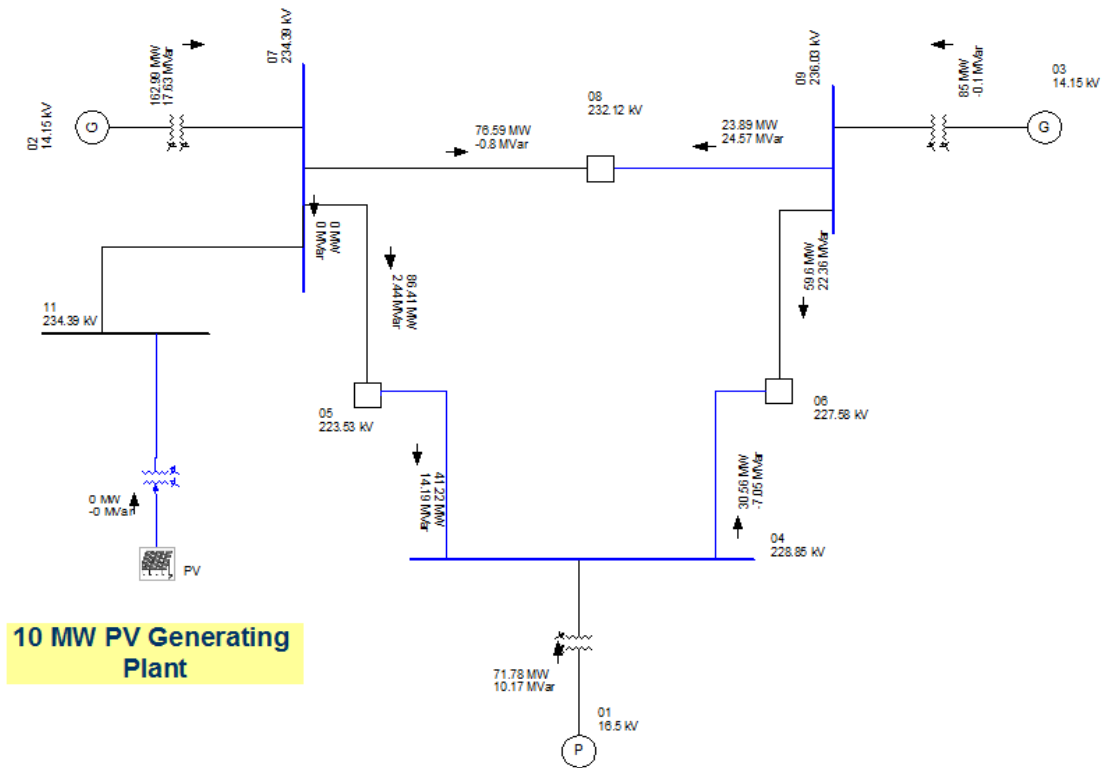 07
234.39 kV
162.99 MW
17.63 MVar
02
14.15 kV
G
76.59 MW
-0.8 MVar
08
232.12 kV
23.89 MW
24.57 MVar
09
236.03 kV
85 MW
-0.1 MVar
03
14.15 kV
G
0 MW
0 MVar
86.41 MW
2.44 MVar
59.6 MW
22.36 MVar
11
234.39 kV
05
223.53 kV
06
227.58 kV
41.22 MW
14.19 MVar
30.56 MW
-7.05 MVar
0 MW
-0 MVar
PV
04
228.85 kV
10 MW PV Generating
Plant
71.78 MW
10.17 MVar
01
16.5 kV
P